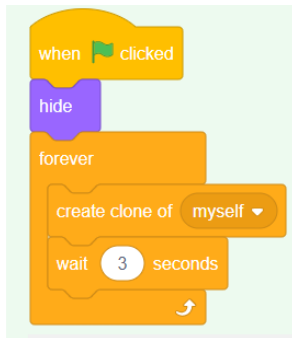 when clicked
hide
forever
create clone of myself
wait 3 seconds